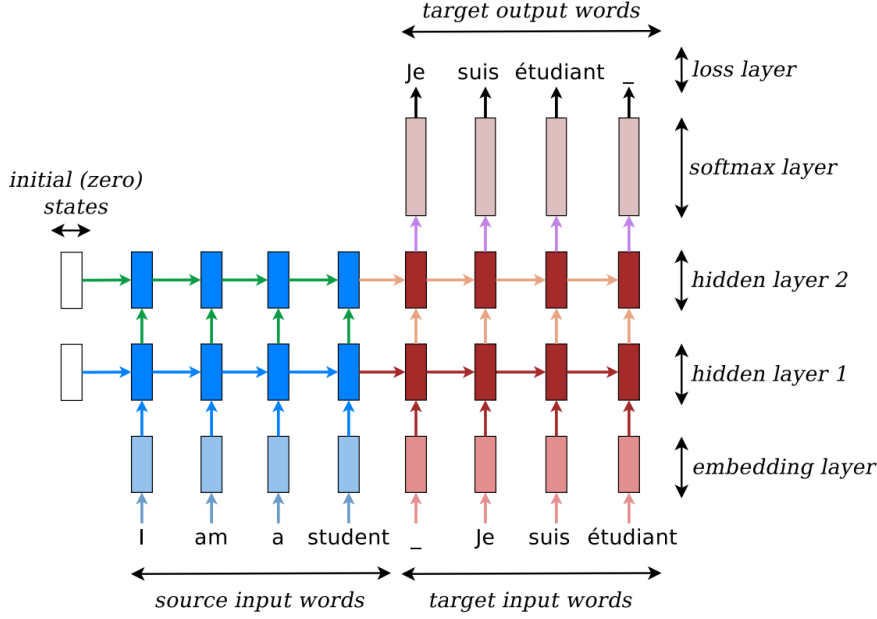 target output words
Je suis étudiant _
loss layer
softmax layer
initial (zero)
states
hidden layer 2
hidden layer 1
embedding layer
I am a student _ Je suis étudiant
source input words target input words